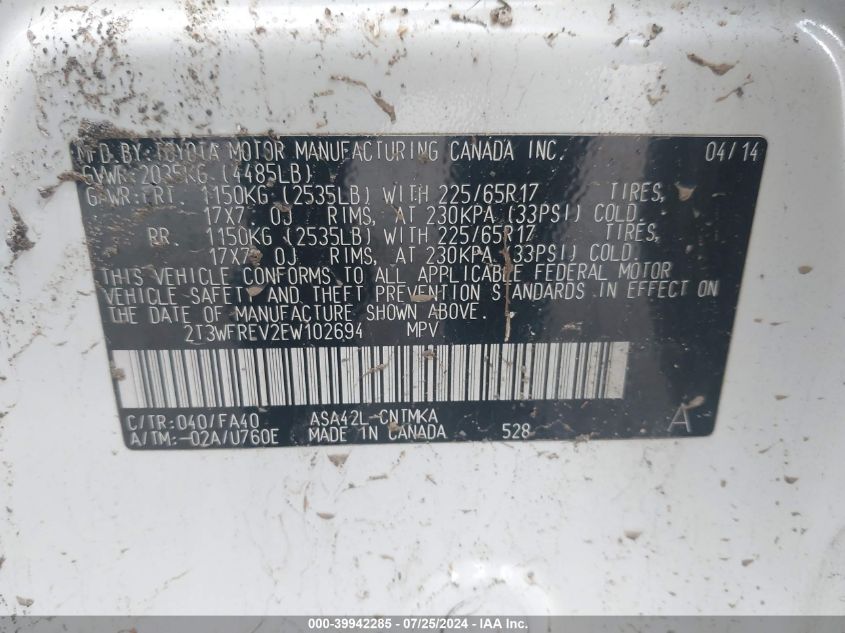 MFD. BY: TOYOTA MOTOR MANUFACTURING CANADA INC. 04/14
GVWR: 2035KG (4485LB)
GAWR: FRT. 1150KG (2535LB) WITH 225/65R17 TIRES,
17X7.0J RIMS, AT 230KPA (33PSI) COLD.
RR. 1150KG (2535LB) WITH 225/65R17 TIRES,
17X7.0J RIMS, AT 230KPA (33PSI) COLD.
THIS VEHICLE CONFORMS TO ALL APPLICABLE FEDERAL MOTOR
VEHICLE SAFETY AND THEFT PREVENTION STANDARDS IN EFFECT ON
THE DATE OF MANUFACTURE SHOWN ABOVE.
2T3WFREV2EW102694 MPV
C/TR: 040/FA40 ASA42L-CNTMKA A
A/TM: -02A/U760E MADE IN CANADA 528
000-39942285 / 07/25/2024 - IAAI.com